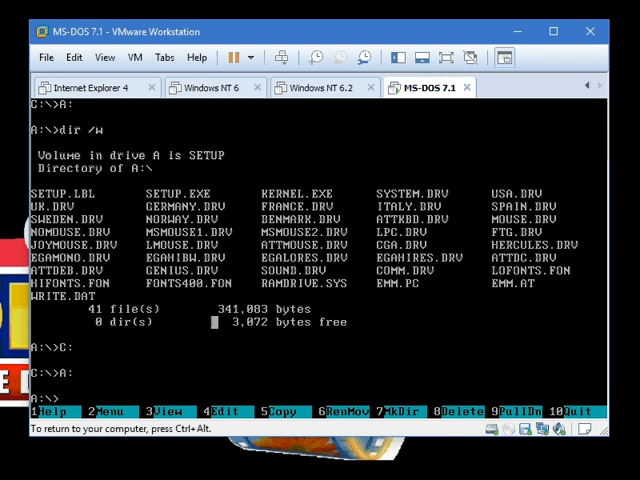 MS-DOS 7.1 - VMware Workstation
File Edit View VM Tabs Help
Internet Explorer 4 Windows NT 6 Windows NT 6.2 MS-DOS 7.1
C:\>A:
A:\>dir /w
Volume in drive A is SETUP
Directory of A:\
SETUP.LBL SETUP.EXE KERNEL.EXE SYSTEM.DRV USA.DRV
UK.DRV GERMANY.DRV FRANCE.DRV ITALY.DRV SPAIN.DRV
SWEDEN.DRV NORWAY.DRV DENMARK.DRV ATTKBD.DRV MOUSE.DRV
NOMOUSE.DRV MSMOUSE1.DRV MSMOUSE2.DRV LPC.DRV FTG.DRV
JOYMOUSE.DRV LMOUSE.DRV ATTMOUSE.DRV CGA.DRV HERCULES.DRV
EGAMONO.DRV EGAHIBW.DRV EGALORES.DRV EGAHIRES.DRV ATTDC.DRV
ATTDEB.DRV GENIUS.DRV SOUND.DRV COMM.DRV LOFONTS.FON
HIFONTS.FON FONTS400.FON RAMDRIVE.SYS EMM.PC EMM.AT
WRITE.DAT
41 file(s) 341,083 bytes
0 dir(s) 3,072 bytes free
A:\>C:
C:\>A:
A:\>
1Help 2Menu 3View 4Edit 5Copy 6RenMov 7MkDir 8Delete 9PullDn 10Quit
To return to your computer, press Ctrl+Alt.